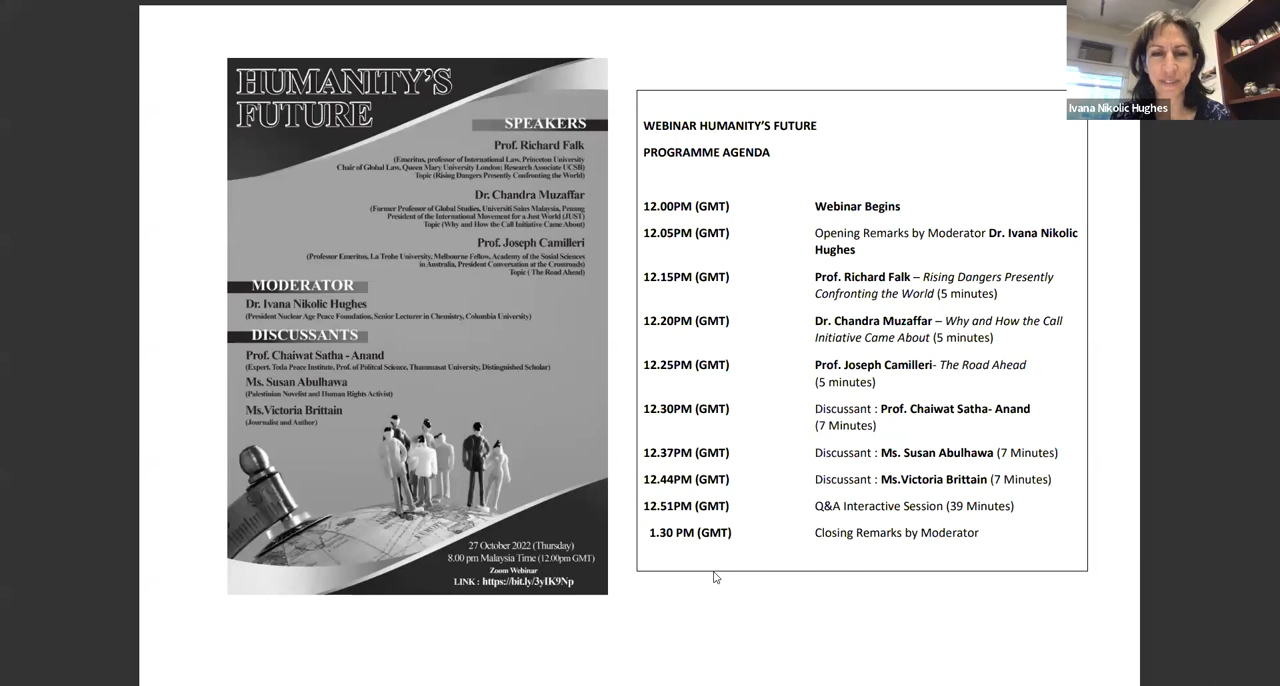 HUMANITY'S
FUTURE
SPEAKERS
Prof. Richard Falk
(Emeritus, professor of International Law, Princeton University
Chair of Global Law, Queen Mary University London; Research Associate UCSB)
Topic (Rising Dangers Presently Confronting the World)
Dr. Chandra Muzaffar
(Former Professor of Global Studies, Universiti Sains Malaysia, Penang
President of the International Movement for a Just World (JUST)
Topic (Why and How the Call Initiative Came About)
Prof. Joseph Camilleri
(Professor Emeritus, La Trobe University, Melbourne Fellow, Academy of the Social Sciences
in Australia, President Conversation at the Crossroads)
Topic ( The Road Ahead)
MODERATOR
Dr. Ivana Nikolic Hughes
(President Nuclear Age Peace Foundation, Senior Lecturer in Chemistry, Columbia University)
DISCUSSANTS
Prof. Chaiwat Satha - Anand
(Expert, Toda Peace Institute, Prof. of Politcal Science, Thammasat University, Distingnished Scholar)
Ms. Susan Abulhawa
(Palestinian Novelist and Human Rights Activist)
Ms.Victoria Brittain
(Journalist and Author)
27 October 2022 (Thursday)
8.00 pm Malaysia Time (12.00pm GMT)
Zoom Webinar
LINK : https://bit.ly/3yIK9Np
WEBINAR HUMANITY'S FUTURE
PROGRAMME AGENDA
12.00PM (GMT) Webinar Begins
12.05PM (GMT) Opening Remarks by Moderator Dr. Ivana Nikolic
Hughes
12.15PM (GMT) Prof. Richard Falk – Rising Dangers Presently
Confronting the World (5 minutes)
12.20PM (GMT) Dr. Chandra Muzaffar – Why and How the Call
Initiative Came About (5 minutes)
12.25PM (GMT) Prof. Joseph Camilleri- The Road Ahead
(5 minutes)
12.30PM (GMT) Discussant : Prof. Chaiwat Satha- Anand
(7 Minutes)
12.37PM (GMT) Discussant : Ms. Susan Abulhawa (7 Minutes)
12.44PM (GMT) Discussant : Ms.Victoria Brittain (7 Minutes)
12.51PM (GMT) Q&A Interactive Session (39 Minutes)
1.30 PM (GMT) Closing Remarks by Moderator
Ivana Nikolic Hughes